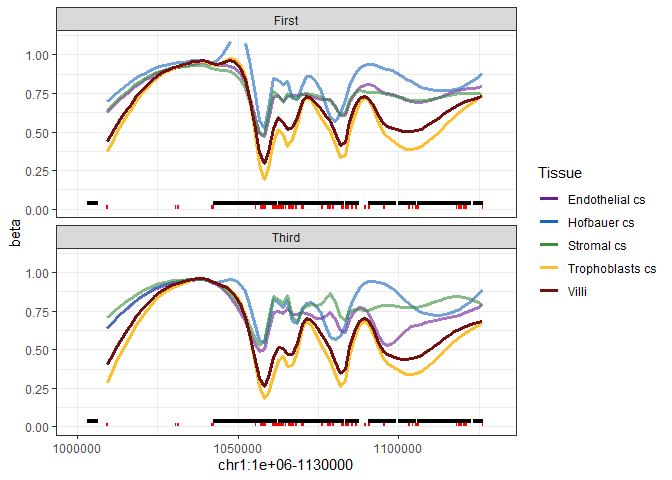 First
1.00
0.75
0.50
0.25
0.00
beta
Third
1.00
0.75
0.50
0.25
0.00
1000000
1050000
1100000
chr1:1e+06-1130000
Tissue
Endothelial cs
Hofbauer cs
Stromal cs
Trophoblasts cs
Villi